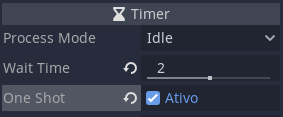 Timer
Process Mode Idle
Wait Time 2
One Shot Ativo